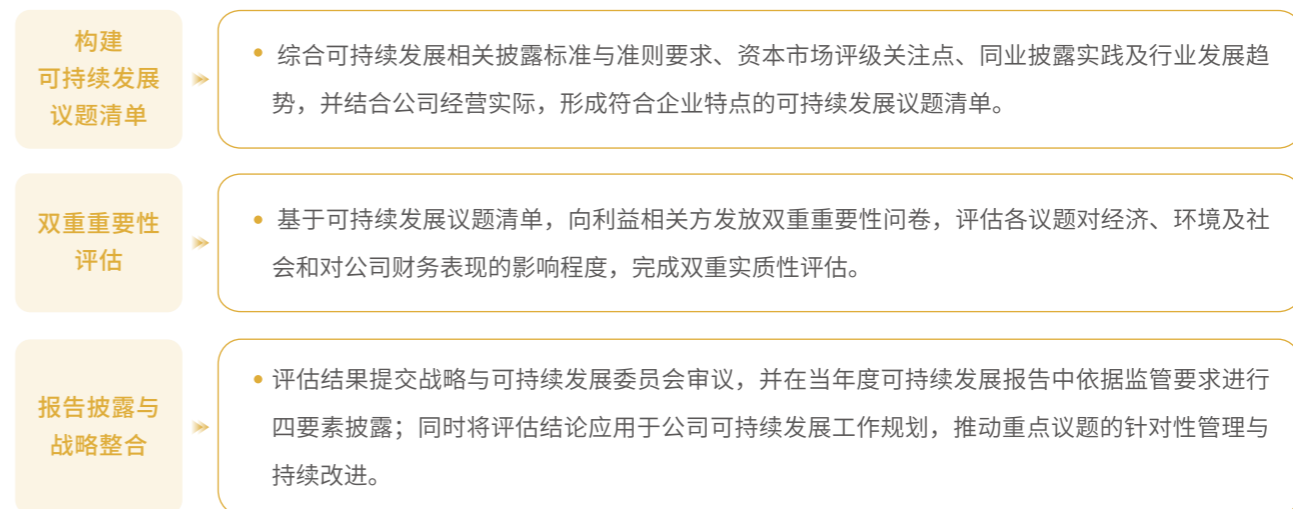 构建
可持续发展
议题清单
综合可持续发展相关披露标准与准则要求、资本市场评级关注点、同业披露实践及行业发展趋
势，并结合公司经营实际，形成符合企业特点的可持续发展议题清单。
双重重要性
评估
基于可持续发展议题清单，向利益相关方发放双重重要性问卷，评估各议题对经济、环境及社
会和对公司财务表现的影响程度，完成双重实质性评估。
报告披露与
战略整合
评估结果提交战略与可持续发展委员会审议，并在当年度可持续发展报告中依据监管要求进行
四要素披露；同时将评估结论应用于公司可持续发展工作规划，推动重点议题的针对性管理与
持续改进。